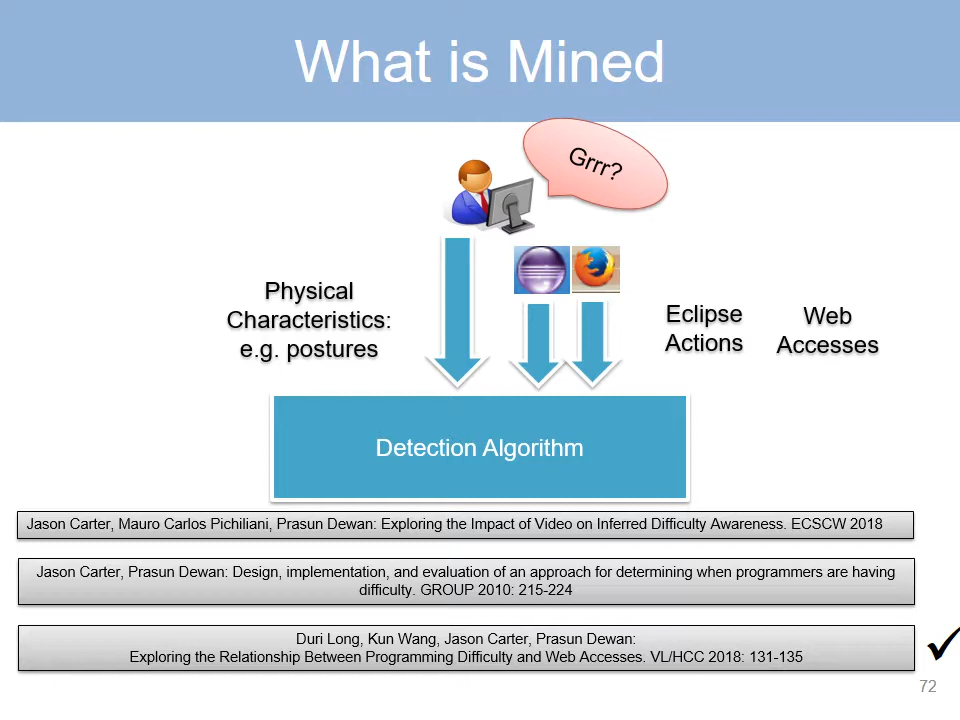 What is Mined
Grrr?
Physical
Characteristics:
e.g. postures
Eclipse
Actions
Web
Accesses
Detection Algorithm
Jason Carter, Mauro Carlos Pichiliani, Prasun Dewan: Exploring the Impact of Video on Inferred Difficulty Awareness. ECSCW 2018
Jason Carter, Prasun Dewan: Design, implementation, and evaluation of an approach for determining when programmers are having
difficulty. GROUP 2010: 215-224
Duri Long, Kun Wang, Jason Carter, Prasun Dewan:
Exploring the Relationship Between Programming Difficulty and Web Accesses. VL/HCC 2018: 131-135
72